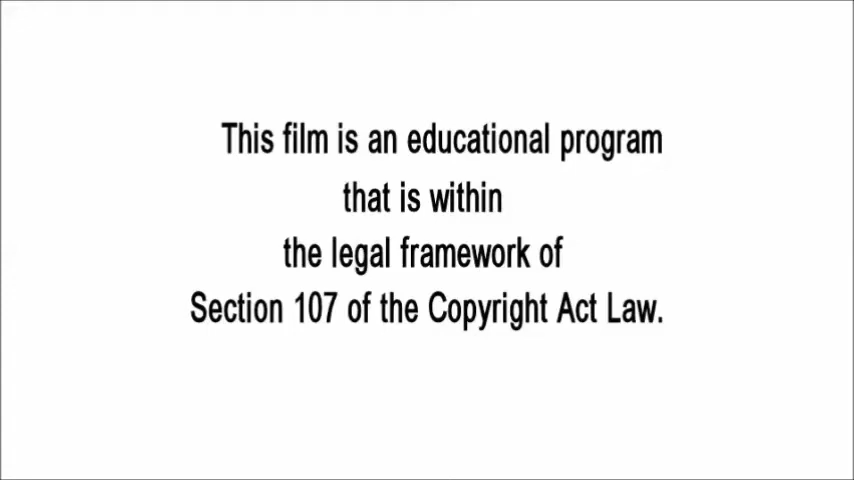 This film is an educational program
that is within
the legal framework of
Section 107 of the Copyright Act Law.